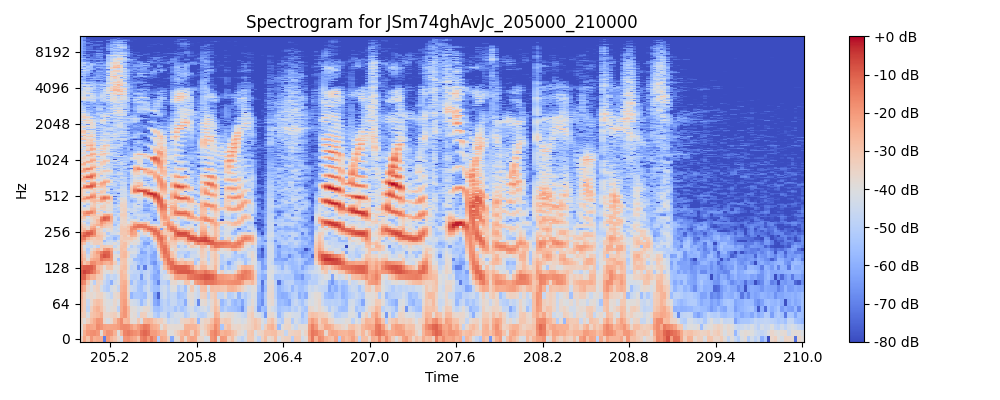 Spectrogram for JSm74ghAvJc_205000_210000
Hz
8192
4096
2048
1024
512
256
128
64
0
205.2 205.8 206.4 207.0 207.6 208.2 208.8 209.4 210.0
Time
+0 dB
-10 dB
-20 dB
-30 dB
-40 dB
-50 dB
-60 dB
-70 dB
-80 dB